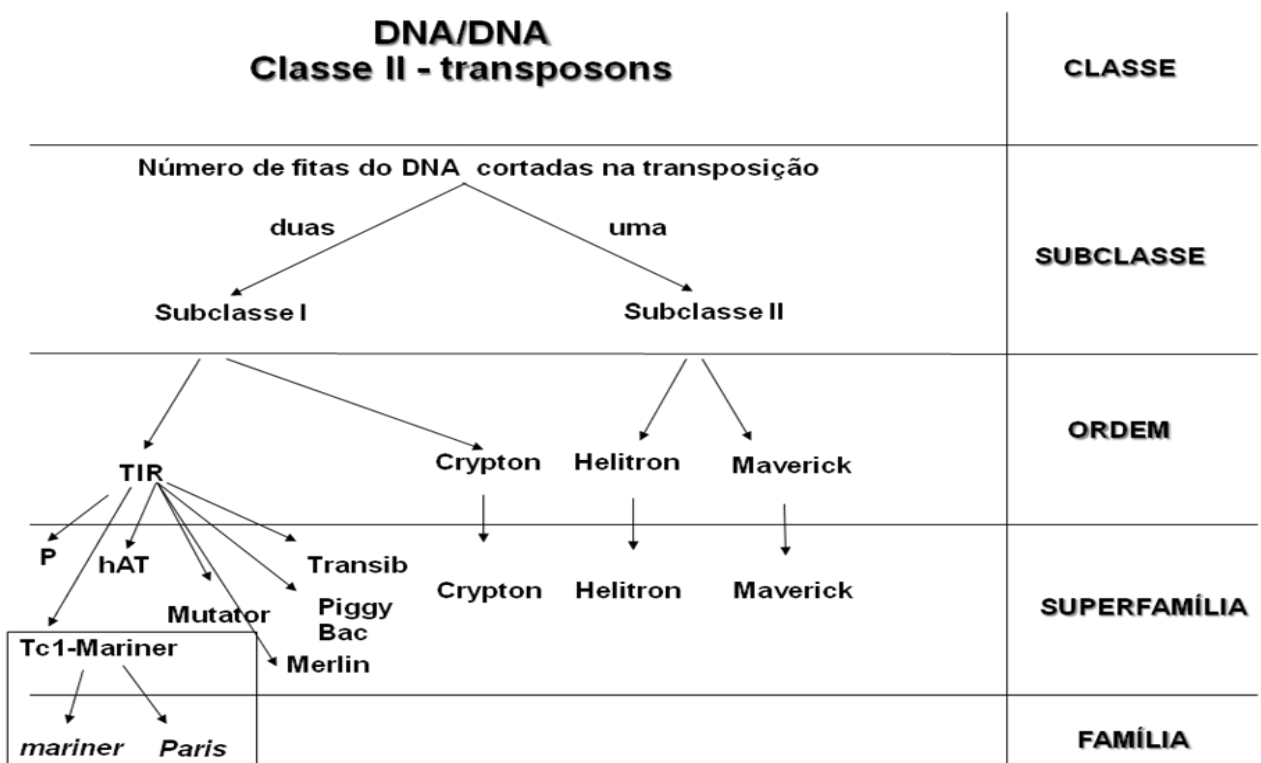 DNA/DNA
Classe II - transposons
CLASSE
Número de fitas do DNA cortadas na transposição
duas
uma
SUBCLASSE
Subclasse I
Subclasse II
ORDEM
TIR
Crypton
Helitron
Maverick
P
hAT
Transib
Mutator
Piggy
Bac
Merlin
Tc1-Mariner
Crypton
Helitron
Maverick
SUPERFAMÍLIA
mariner
Paris
FAMÍLIA